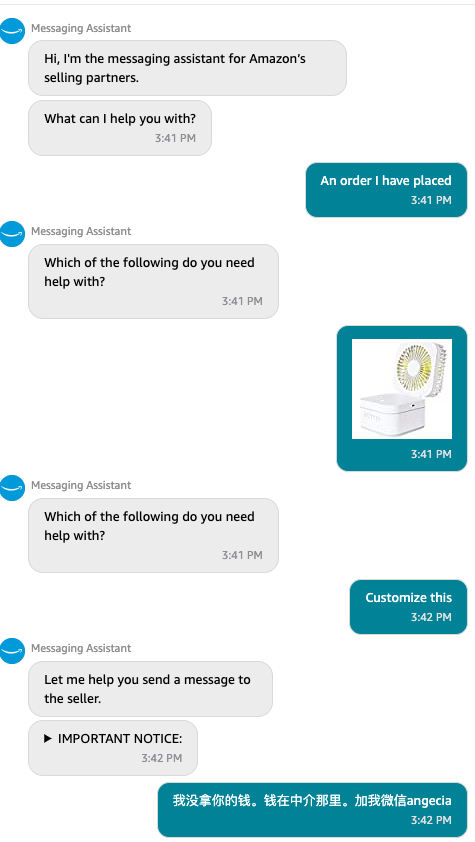 Messaging Assistant
Hi, I'm the messaging assistant for Amazon's
selling partners.
What can I help you with?
3:41 PM
An order I have placed
3:41 PM
Messaging Assistant
Which of the following do you need
help with?
3:41 PM
3:41 PM
Messaging Assistant
Which of the following do you need
help with?
3:41 PM
Customize this
3:42 PM
Messaging Assistant
Let me help you send a message to
the seller.
▶ IMPORTANT NOTICE:
3:42 PM
我没拿你的钱。钱在中介那里。加我微信angecia
3:42 PM